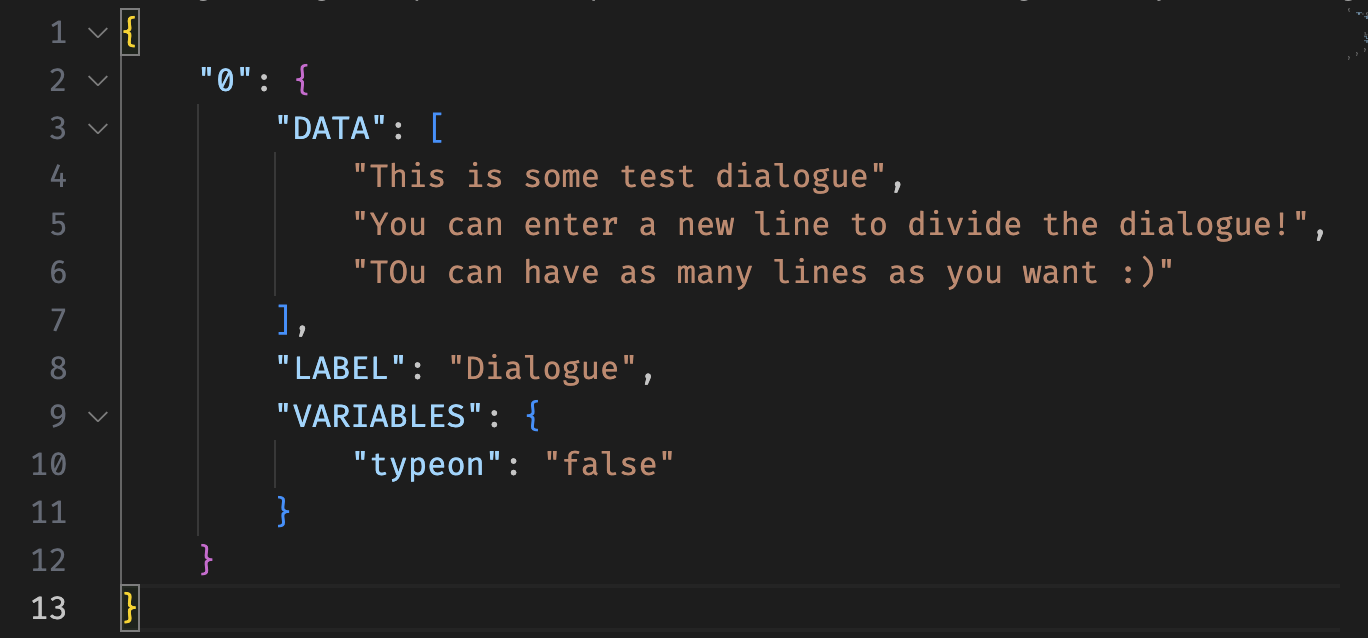 1 {
2 "0": {
3 "DATA": [
4 "This is some test dialogue",
5 "You can enter a new line to divide the dialogue!",
6 "TOu can have as many lines as you want :)"
7 ],
8 "LABEL": "Dialogue",
9 "VARIABLES": {
10 "typeon": "false"
11 }
12 }
13 }